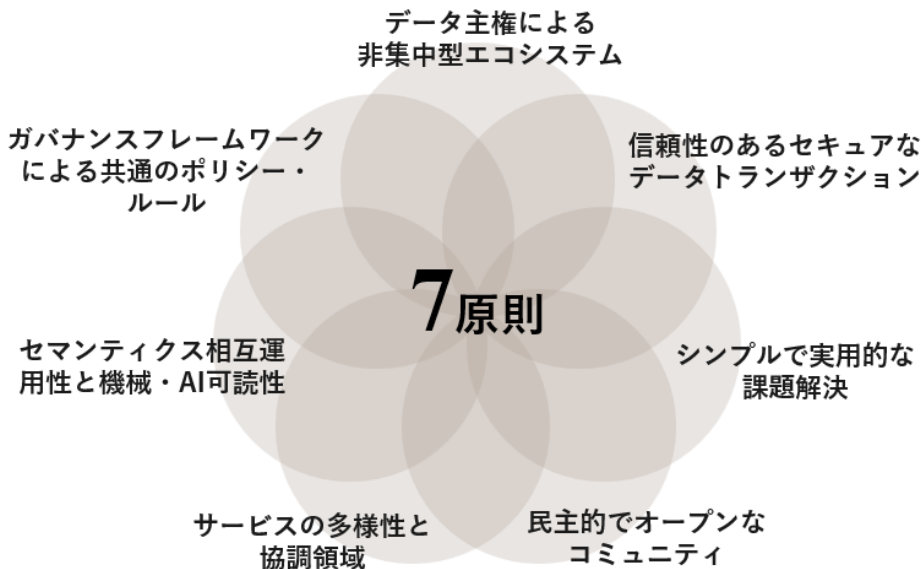 データ主権による
非集中型エコシステム
信頼性のあるセキュアな
データトランザクション
シンプルで実用的な
課題解決
民主的でオープンな
コミュニティ
サービスの多様性と
協調領域
セマンティクス相互運
用性と機械・AI可読性
ガバナンスフレームワーク
による共通のポリシー・
ルール
7原則